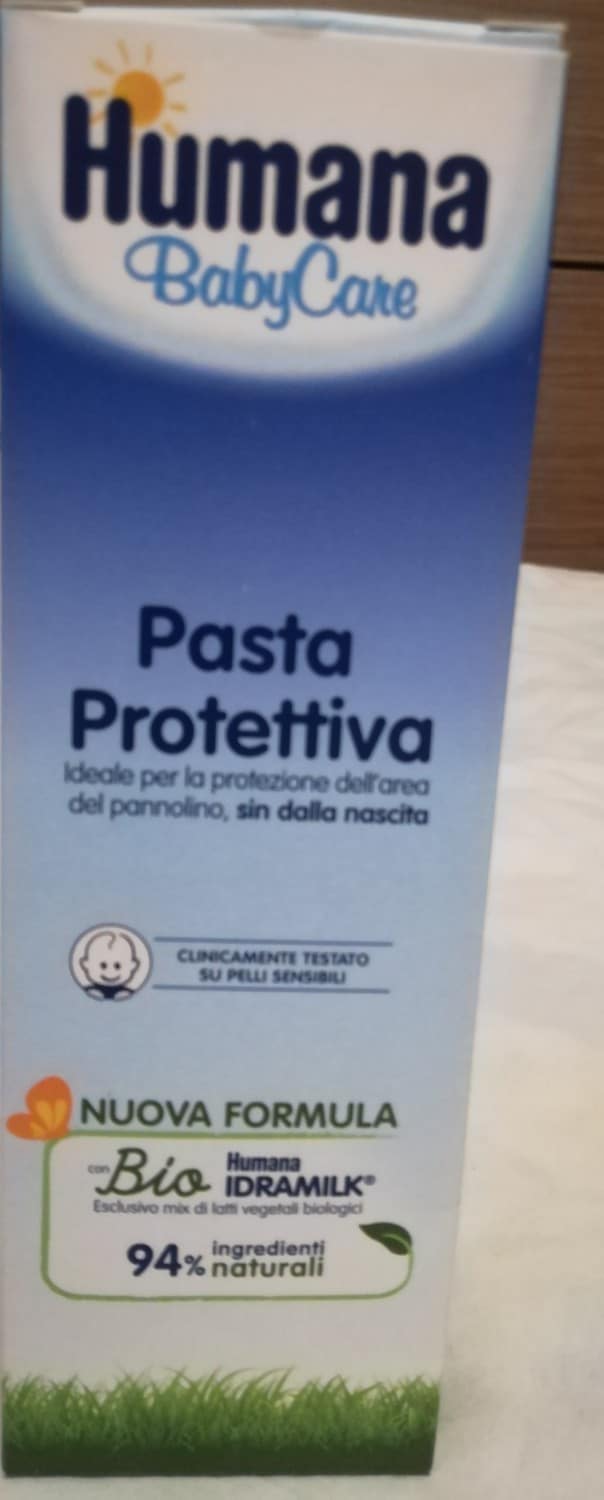 Humana
BabyCare
Pasta
Protettiva
Ideale per la protezione dell'area
del pannolino, sin dalla nascita
CLINICAMENTE TESTATO
SU PELLI SENSIBILI
NUOVA FORMULA
con Bio Humana
IDRAMILK®
Esclusivo mix di latti vegetali biologici
94% ingredienti
naturali